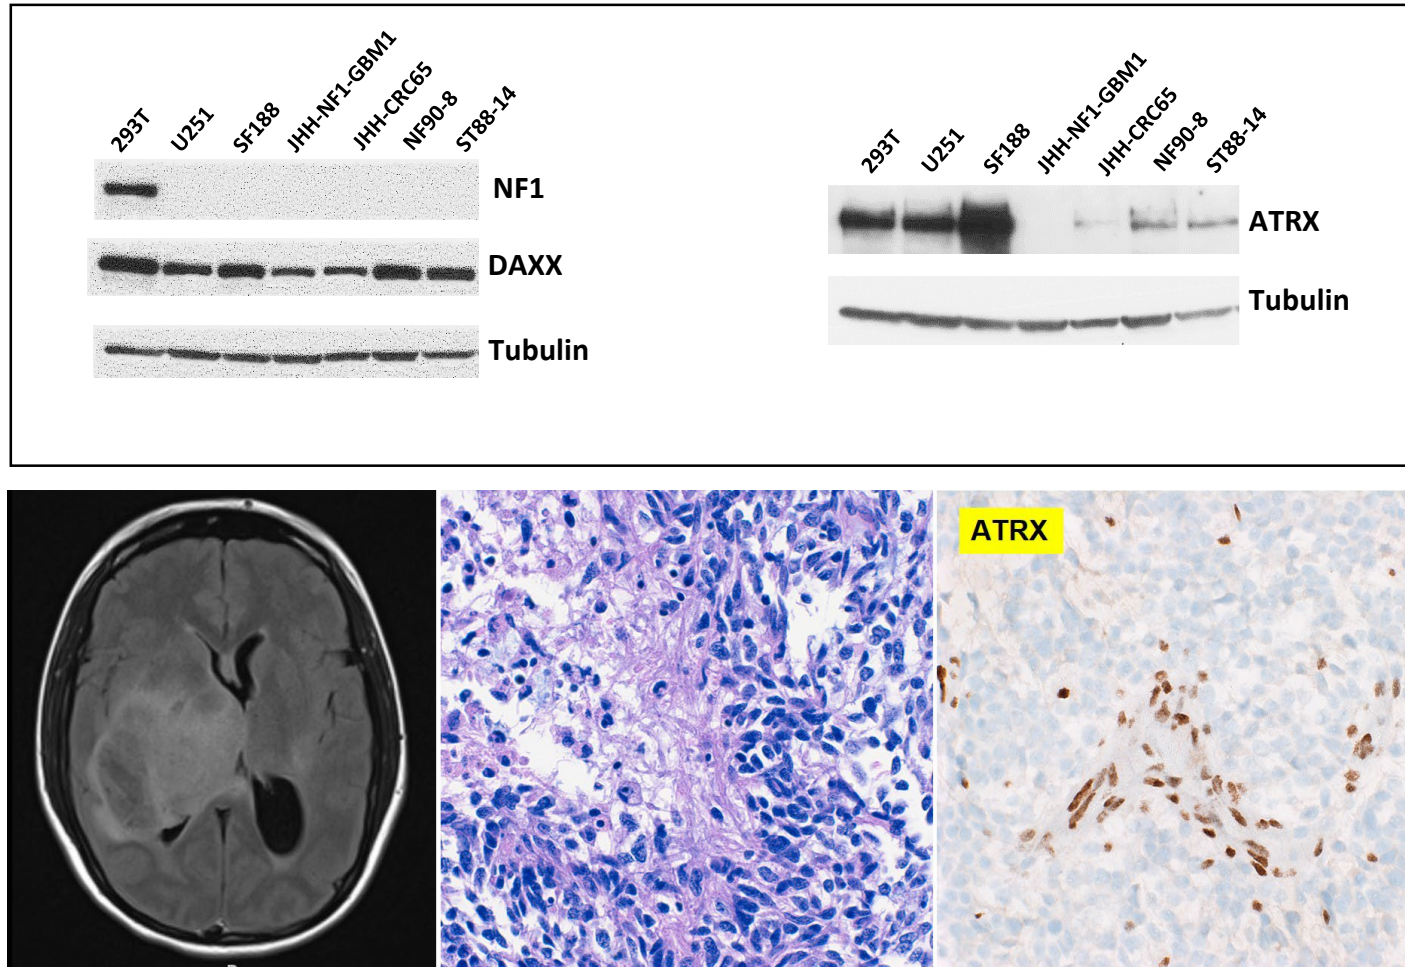 293T
U251
SF188
JHH-NF1-GBM1
JHH-CRC65
NF90-8
ST88-14
NF1
DAXX
Tubulin
293T
U251
SF188
JHH-NF1-GBM1
JHH-CRC65
NF90-8
ST88-14
ATRX
Tubulin
ATRX